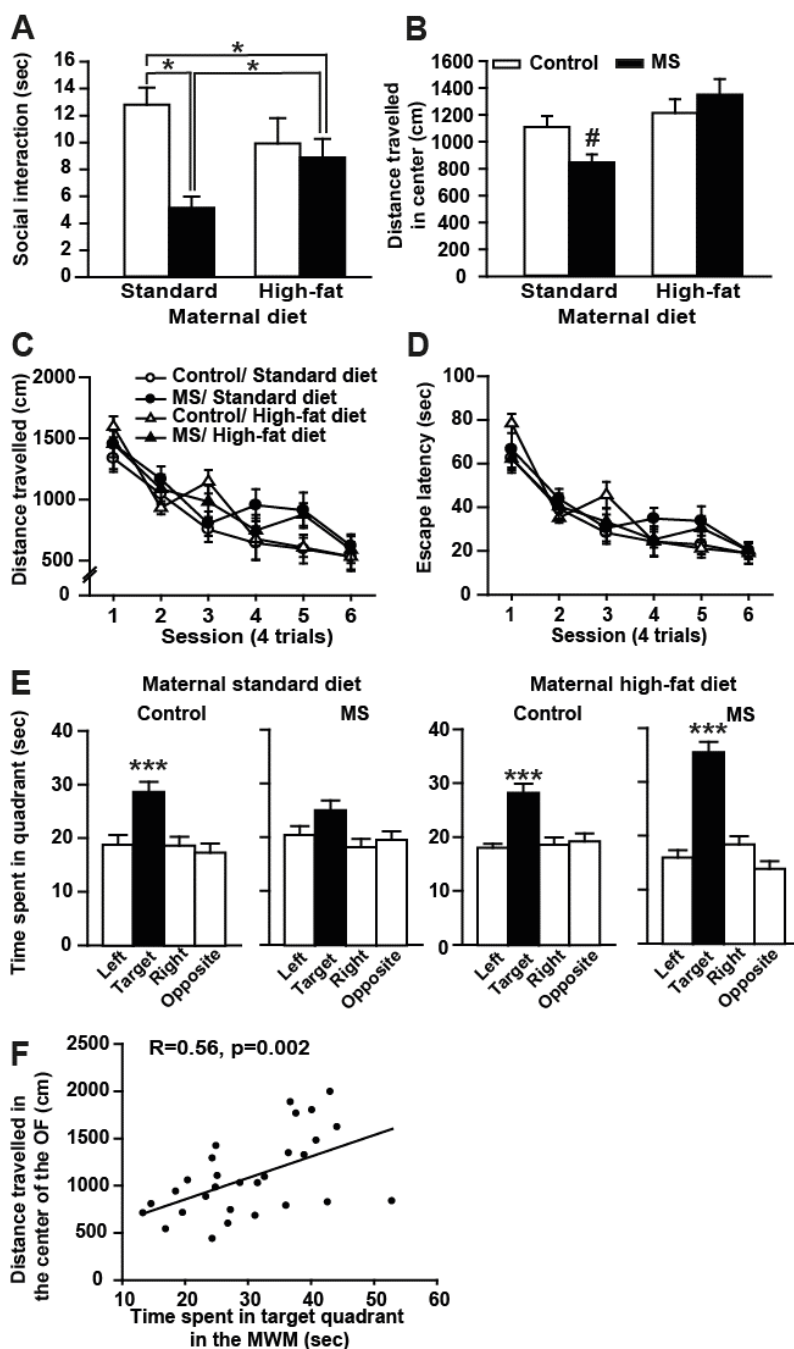 A
B
Social interaction (sec)
16
14
12
10
8
6
4
2
0
*
*
*
Standard
High-fat
Maternal diet
Distance travelled
in center (cm)
1600
1400
1200
1000
800
600
400
200
0
Control
MS
#
Standard
High-fat
Maternal diet
C
D
Distance travelled (cm)
2000
1500
1000
500
0
Control/ Standard diet
MS/ Standard diet
Control/ High-fat diet
MS/ High-fat diet
1 2 3 4 5 6
Session (4 trials)
Escape latency (sec)
100
80
60
40
20
0
1 2 3 4 5 6
Session (4 trials)
E
Maternal standard diet
Maternal high-fat diet
Control
MS
Control
MS
Time spent in quadrant (sec)
40
30
20
10
0
***
Left
Target
Right
Opposite
Left
Target
Right
Opposite
40
30
20
10
0
***
Left
Target
Right
Opposite
***
Left
Target
Right
Opposite
F
R=0.56, p=0.002
Distance travelled in
the center of the OF (cm)
2500
2000
1500
1000
500
0
10 20 30 40 50 60
Time spent in target quadrant
in the MWM (sec)